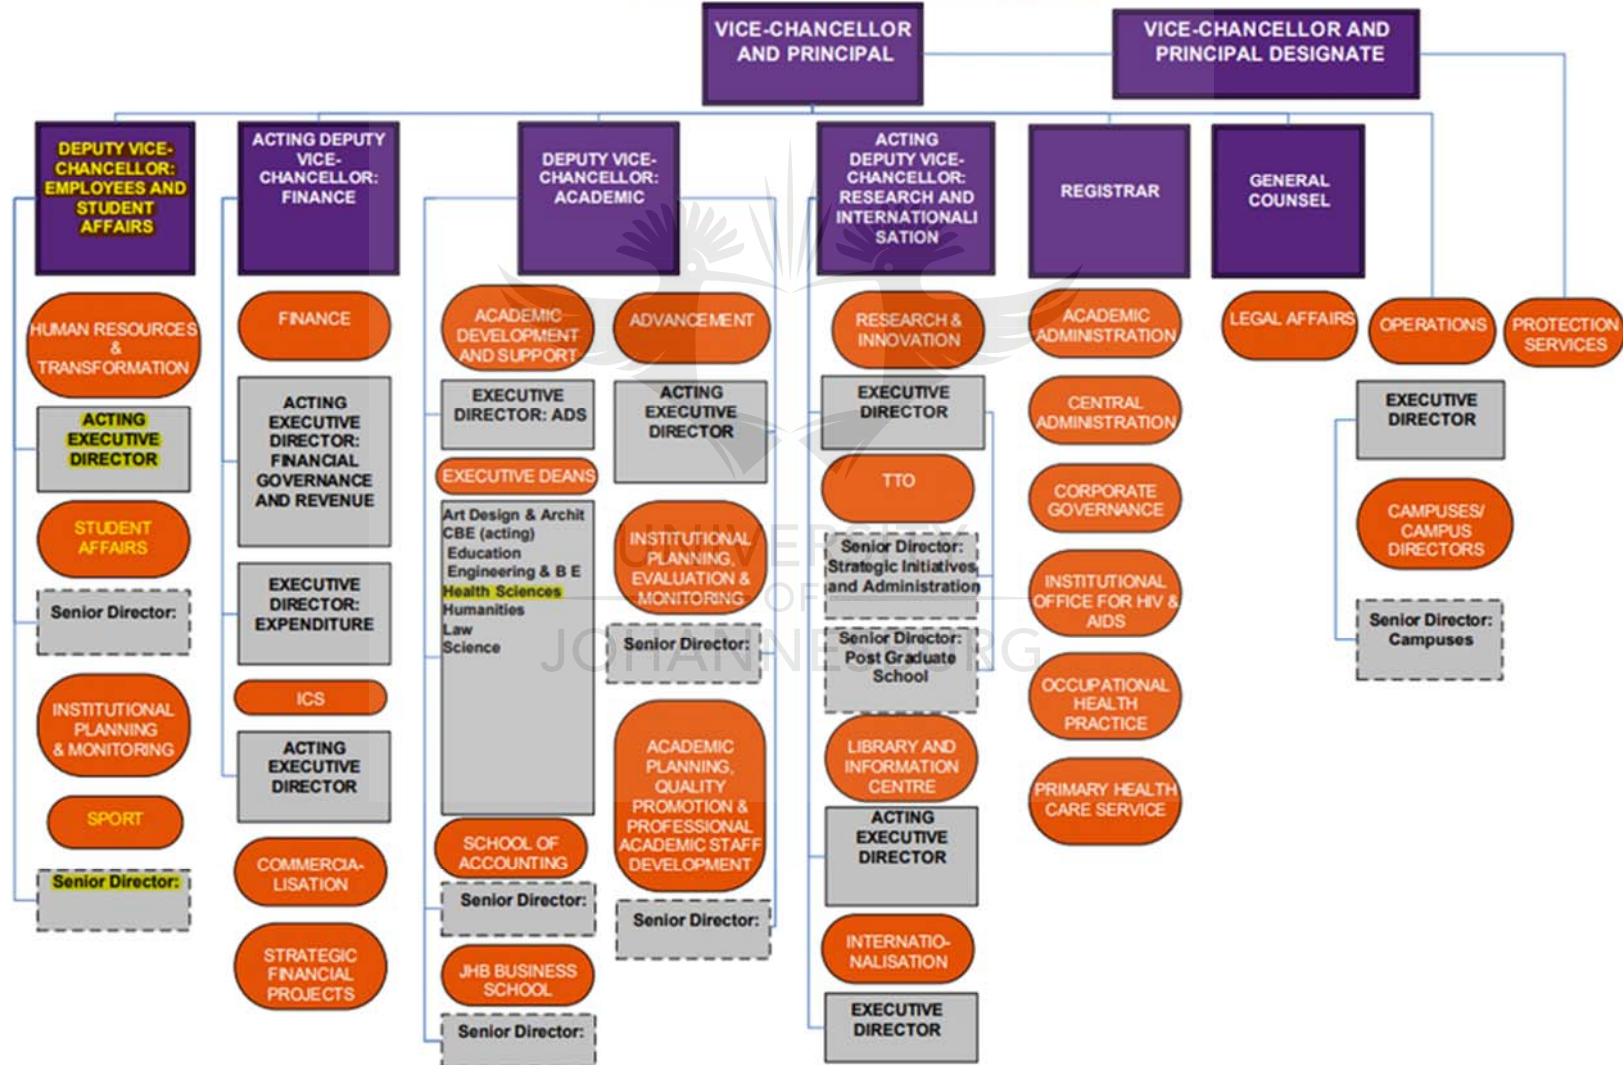 VICE-CHANCELLOR
AND PRINCIPAL
VICE-CHANCELLOR AND
PRINCIPAL DESIGNATE
DEPUTY VICE-
CHANCELLOR:
EMPLOYEES AND
STUDENT
AFFAIRS
HUMAN RESOURCES
&
TRANSFORMATION
ACTING
EXECUTIVE
DIRECTOR
STUDENT
AFFAIRS
Senior Director:
INSTITUTIONAL
PLANNING
& MONITORING
SPORT
Senior Director:
ACTING DEPUTY
VICE-
CHANCELLOR:
FINANCE
FINANCE
ACTING
EXECUTIVE
DIRECTOR:
FINANCIAL
GOVERNANCE
AND REVENUE
EXECUTIVE
DIRECTOR:
EXPENDITURE
ICS
ACTING
EXECUTIVE
DIRECTOR
COMMERCIA-
LISATION
STRATEGIC
FINANCIAL
PROJECTS
DEPUTY VICE-
CHANCELLOR:
ACADEMIC
ACADEMIC
DEVELOPMENT
AND SUPPORT
EXECUTIVE
DIRECTOR: ADS
EXECUTIVE DEANS
Art Design & Archit
CBE (acting)
Education
Engineering & B E
Health Sciences
Humanities
Law
Science
SCHOOL OF
ACCOUNTING
Senior Director:
JHB BUSINESS
SCHOOL
Senior Director:
ADVANCEMENT
ACTING
EXECUTIVE
DIRECTOR
INSTITUTIONAL
PLANNING,
EVALUATION &
MONITORING
Senior Director:
ACADEMIC
PLANNING,
QUALITY
PROMOTION &
PROFESSIONAL
ACADEMIC STAFF
DEVELOPMENT
Senior Director:
ACTING
DEPUTY VICE-
CHANCELLOR:
RESEARCH AND
INTERNATIONALI
SATION
RESEARCH &
INNOVATION
EXECUTIVE
DIRECTOR
TTO
Senior Director:
Strategic Initiatives
and Administration
Senior Director:
Post Graduate
School
LIBRARY AND
INFORMATION
CENTRE
ACTING
EXECUTIVE
DIRECTOR
INTERNATIO-
NALISATION
EXECUTIVE
DIRECTOR
REGISTRAR
ACADEMIC
ADMINISTRATION
CENTRAL
ADMINISTRATION
CORPORATE
GOVERNANCE
INSTITUTIONAL
OFFICE FOR HIV &
AIDS
OCCUPATIONAL
HEALTH
PRACTICE
PRIMARY HEALTH
CARE SERVICE
GENERAL
COUNSEL
LEGAL AFFAIRS
OPERATIONS
EXECUTIVE
DIRECTOR
CAMPUSES/
CAMPUS
DIRECTORS
Senior Director:
Campuses
PROTECTION
SERVICES
UNIVERSITY
OF
JOHANNESBURG